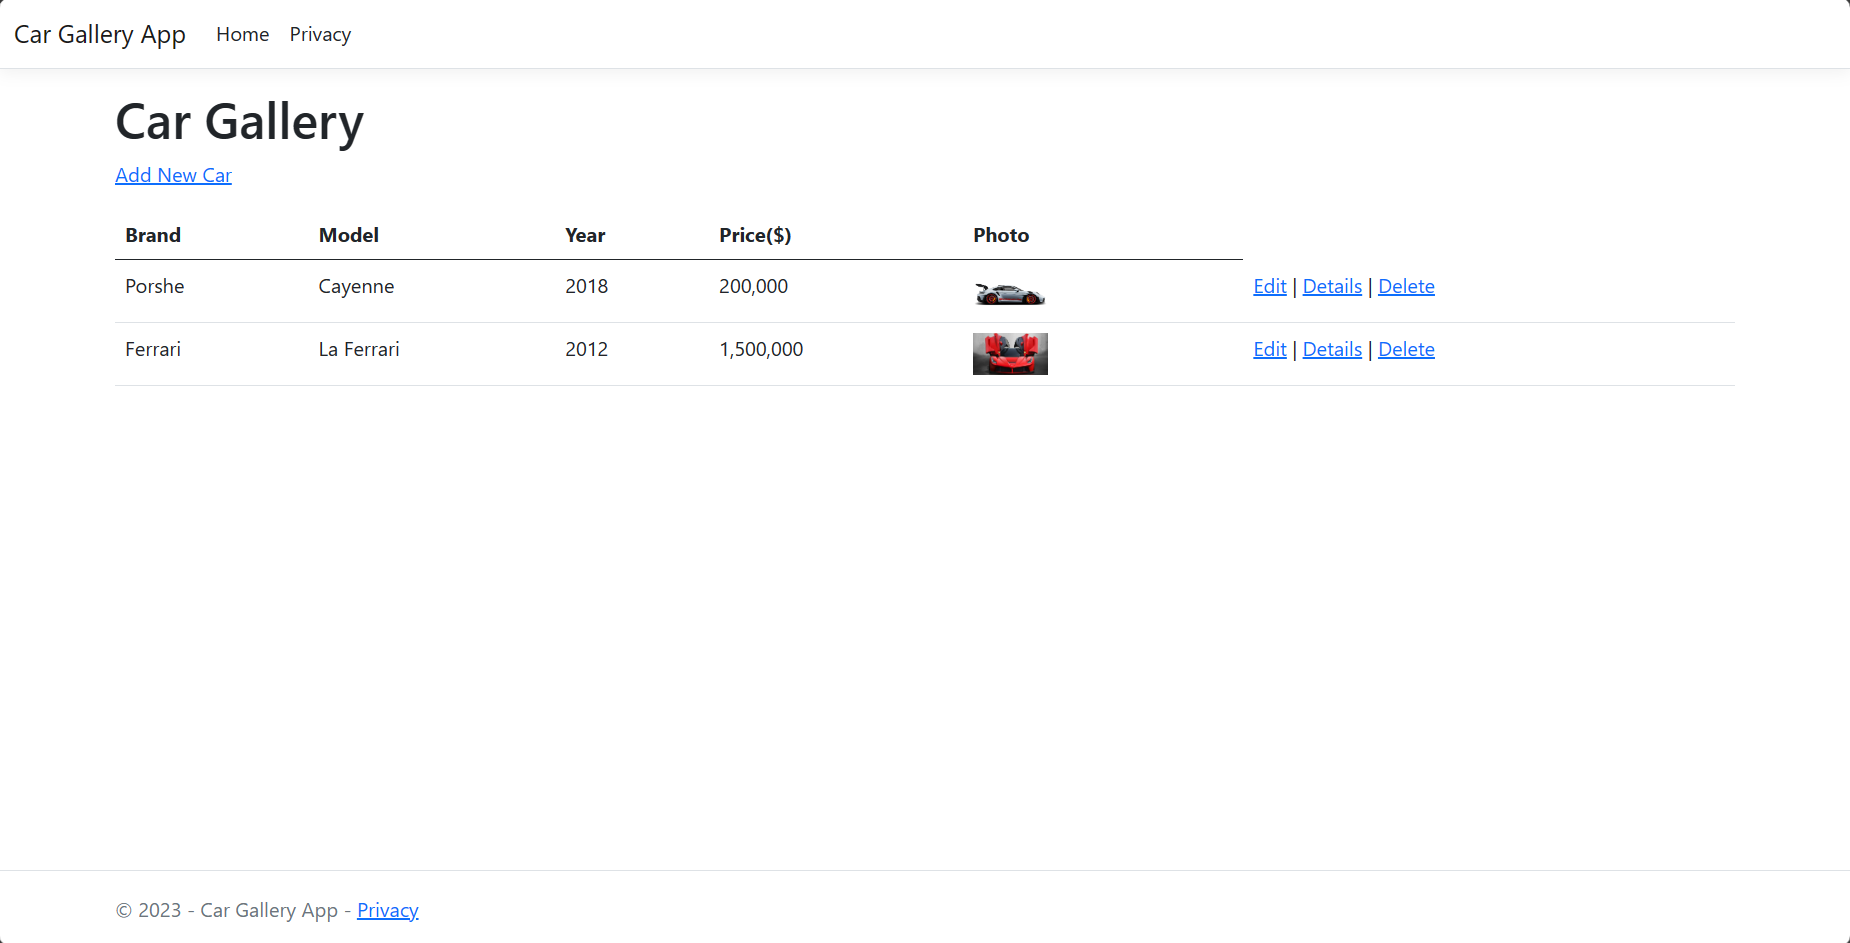 Car Gallery App Home Privacy
Car Gallery
Add New Car
Brand Model Year Price($) Photo
Porshe Cayenne 2018 200,000 Edit | Details | Delete
Ferrari La Ferrari 2012 1,500,000 Edit | Details | Delete
© 2023 - Car Gallery App - Privacy